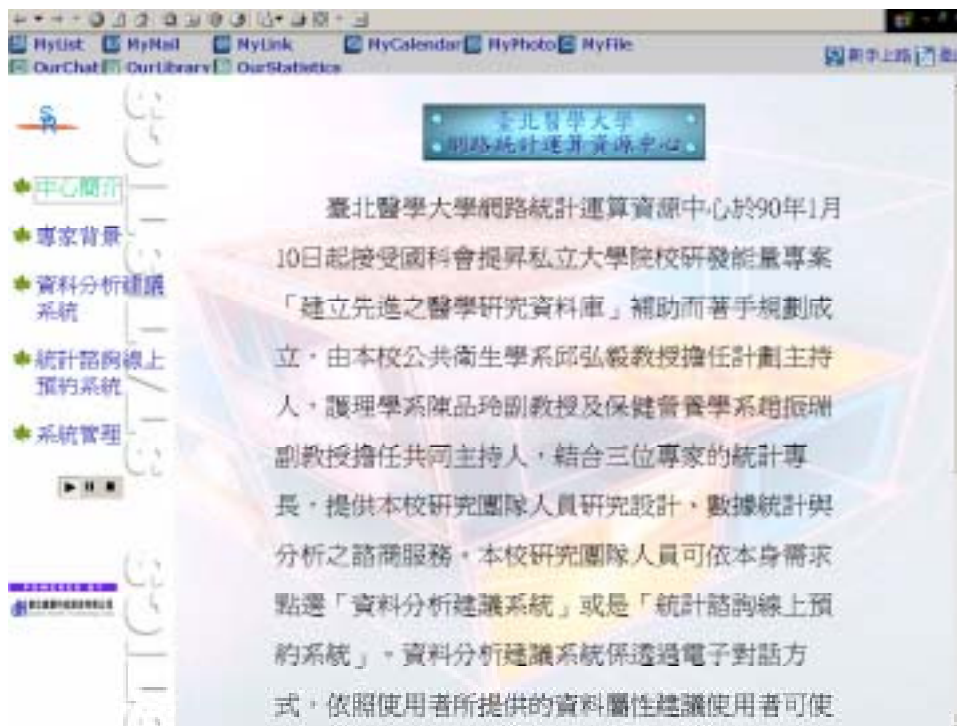 MyList MyMail MyLink MyCalendar MyPhoto MyFile
新手上路
OurChat OurLibrary OurStatistics
臺北醫學大學
網路統計運算資源中心
中心簡介
專家背景
資料分析建議
系統
統計諮詢線上
預約系統
系統管理
臺北醫學大學網路統計運算資源中心於90年1月
10日起接受國科會提昇私立大學院校研發能量專案
「建立先進之醫學研究資料庫」補助而著手規劃成
立，由本校公共衛生學系邱弘毅教授擔任計劃主持
人，護理學系陳品玲副教授及保健營養學系趙振瑞
副教授擔任共同主持人，結合三位專家的統計專
長，提供本校研究團隊人員研究設計、數據統計與
分析之諮商服務。本校研究團隊人員可依本身需求
點選「資料分析建議系統」或是「統計諮詢線上預
約系統」。資料分析建議系統係透過電子對話方
式，依照使用者所提供的資料屬性建議使用者可使